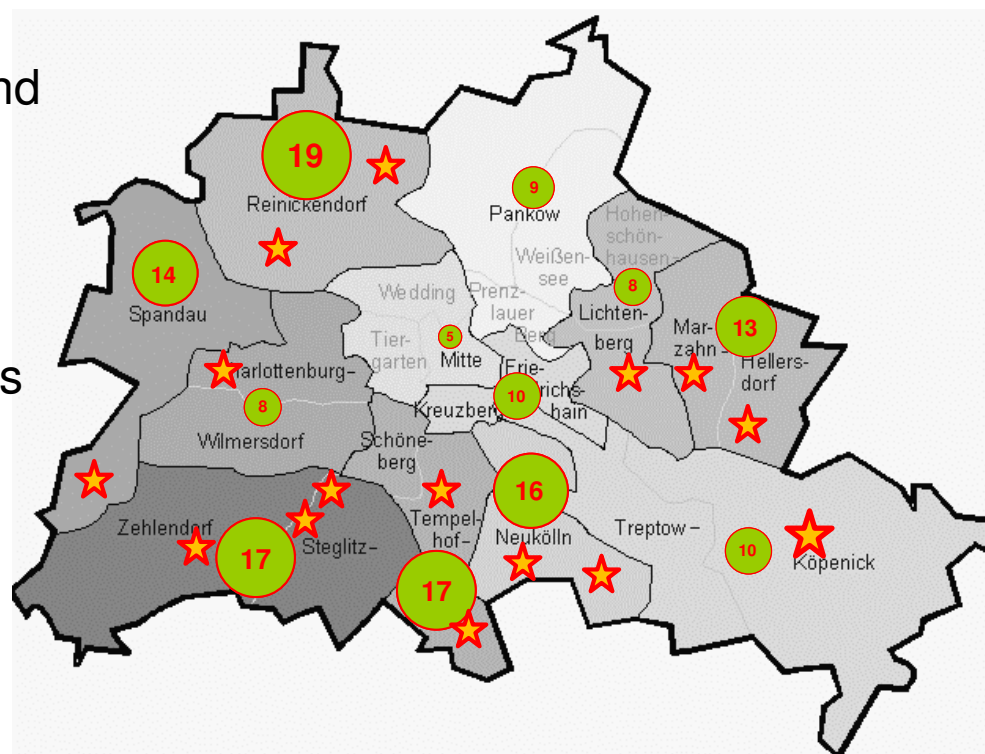 nd
s
19
Reinickendorf
9
Pankow
Hohen-
schön-
hausen-
Weißen-
see
8
14
Spandau
Wedding
Prenz-
lauer
Berg
Lichten-
berg
13
Mar-
zahn-
Hellers-
dorf
Tier-
garten
5
Mitte
arlottenburg-
8
Wilmersdorf
Frie-
drichs-
hain
10
Kreuzberg
Schöne-
berg
16
Neukölln
Tempel-
hof-
17
Zehlendorf
Steglitz-
17
Treptow-
10
Köpenick